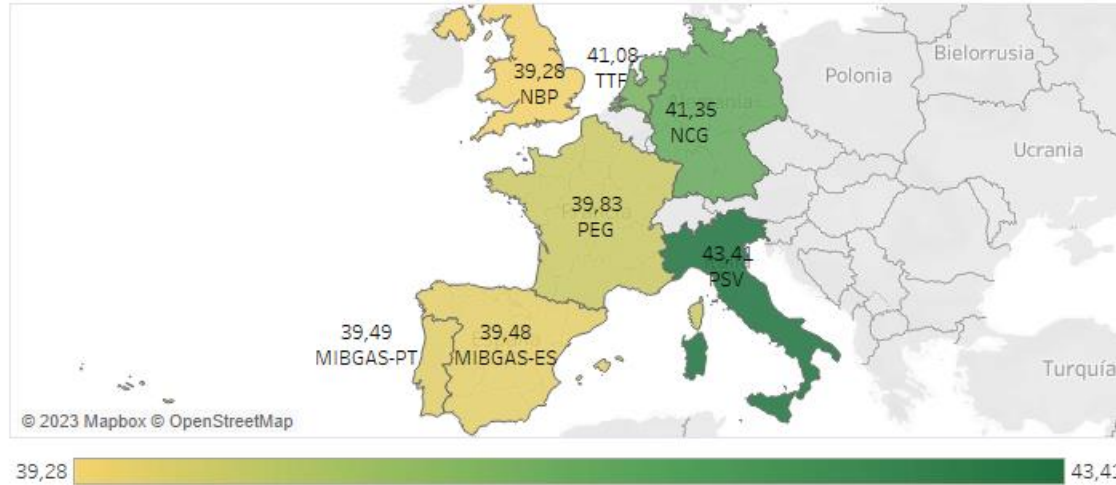 39,28
NBP
41,08
TTF
41,35
NCG
39,83
PEG
43,41
PSV
39,49
MIBGAS-PT
39,48
MIBGAS-ES
Polonia
Bielorrusia
Ucrania
Turquía
© 2023 Mapbox © OpenStreetMap
39,28
43,41